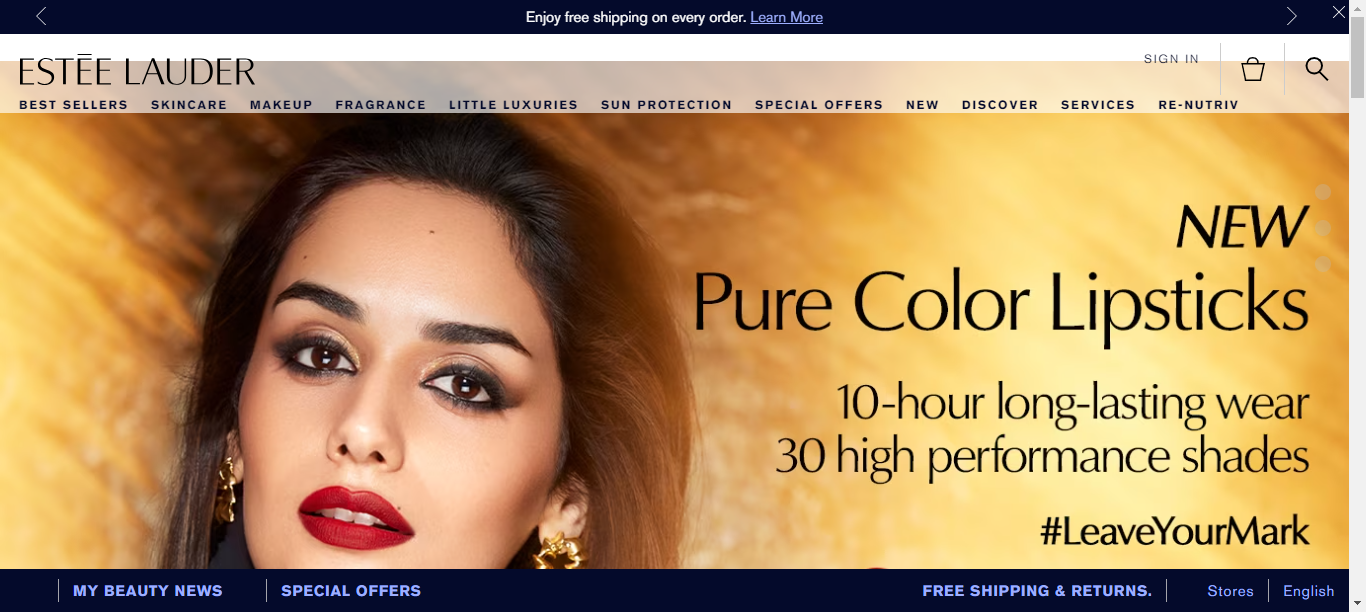 Enjoy free shipping on every order. Learn More
ESTĒE LAUDER
SIGN IN
BEST SELLERS SKINCARE MAKEUP FRAGRANCE LITTLE LUXURIES SUN PROTECTION SPECIAL OFFERS NEW DISCOVER SERVICES RE-NUTRIV
NEW
Pure Color Lipsticks
10-hour long-lasting wear
30 high performance shades
#LeaveYourMark
MY BEAUTY NEWS SPECIAL OFFERS FREE SHIPPING & RETURNS. Stores English